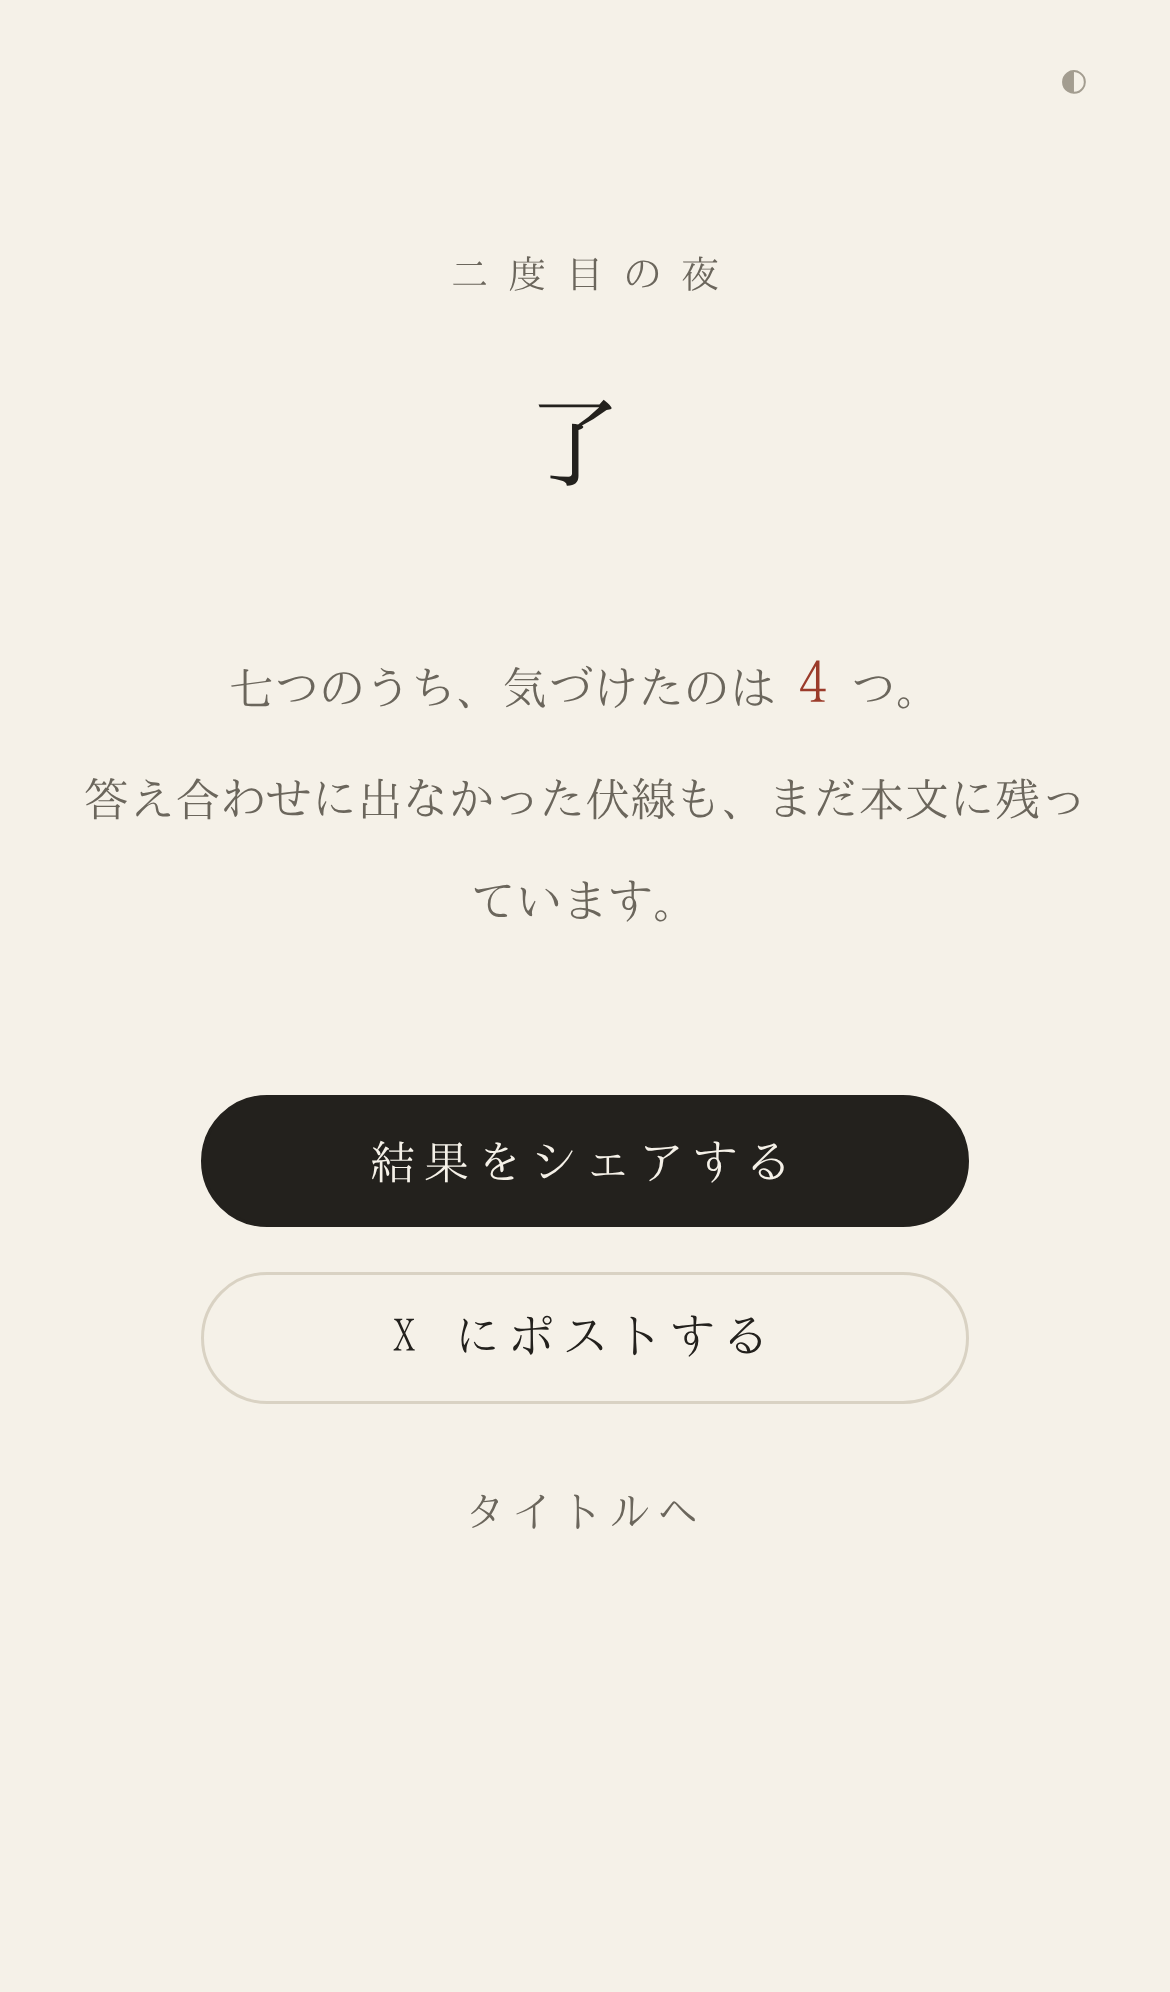 二度目の夜
了
七つのうち、気づけたのは 4 つ。
答え合わせに出なかった伏線も、まだ本文に残っ
ています。
結果をシェアする
X にポストする
タイトルへ